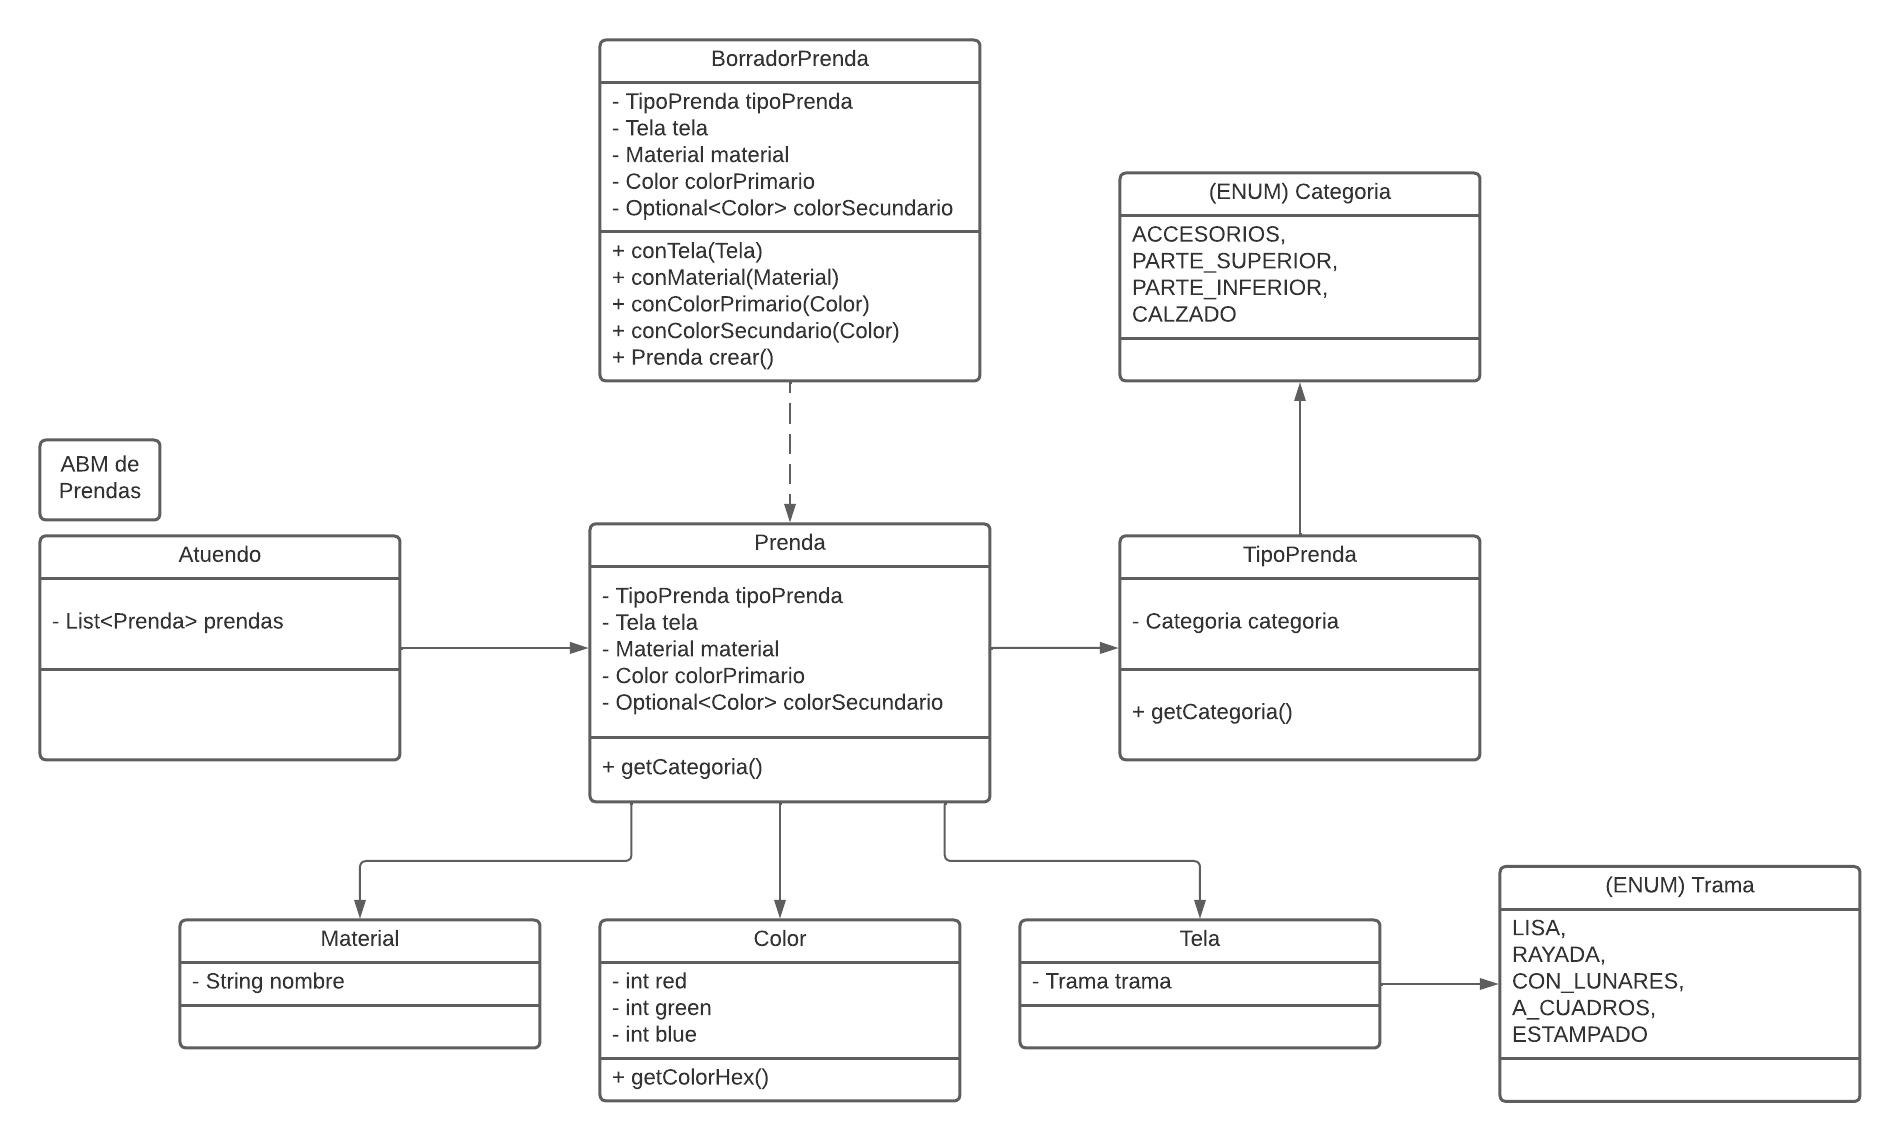 BorradorPrenda
- TipoPrenda tipoPrenda
- Tela tela
- Material material
- Color colorPrimario
- Optional<Color> colorSecundario
+ conTela(Tela)
+ conMaterial(Material)
+ conColorPrimario(Color)
+ conColorSecundario(Color)
+ Prenda crear()
(ENUM) Categoria
ACCESORIOS,
PARTE_SUPERIOR,
PARTE_INFERIOR,
CALZADO
ABM de
Prendas
Atuendo
- List<Prenda> prendas
Prenda
- TipoPrenda tipoPrenda
- Tela tela
- Material material
- Color colorPrimario
- Optional<Color> colorSecundario
+ getCategoria()
TipoPrenda
- Categoria categoria
+ getCategoria()
Material
- String nombre
Color
- int red
- int green
- int blue
+ getColorHex()
Tela
- Trama trama
(ENUM) Trama
LISA,
RAYADA,
CON_LUNARES,
A_CUADROS,
ESTAMPADO